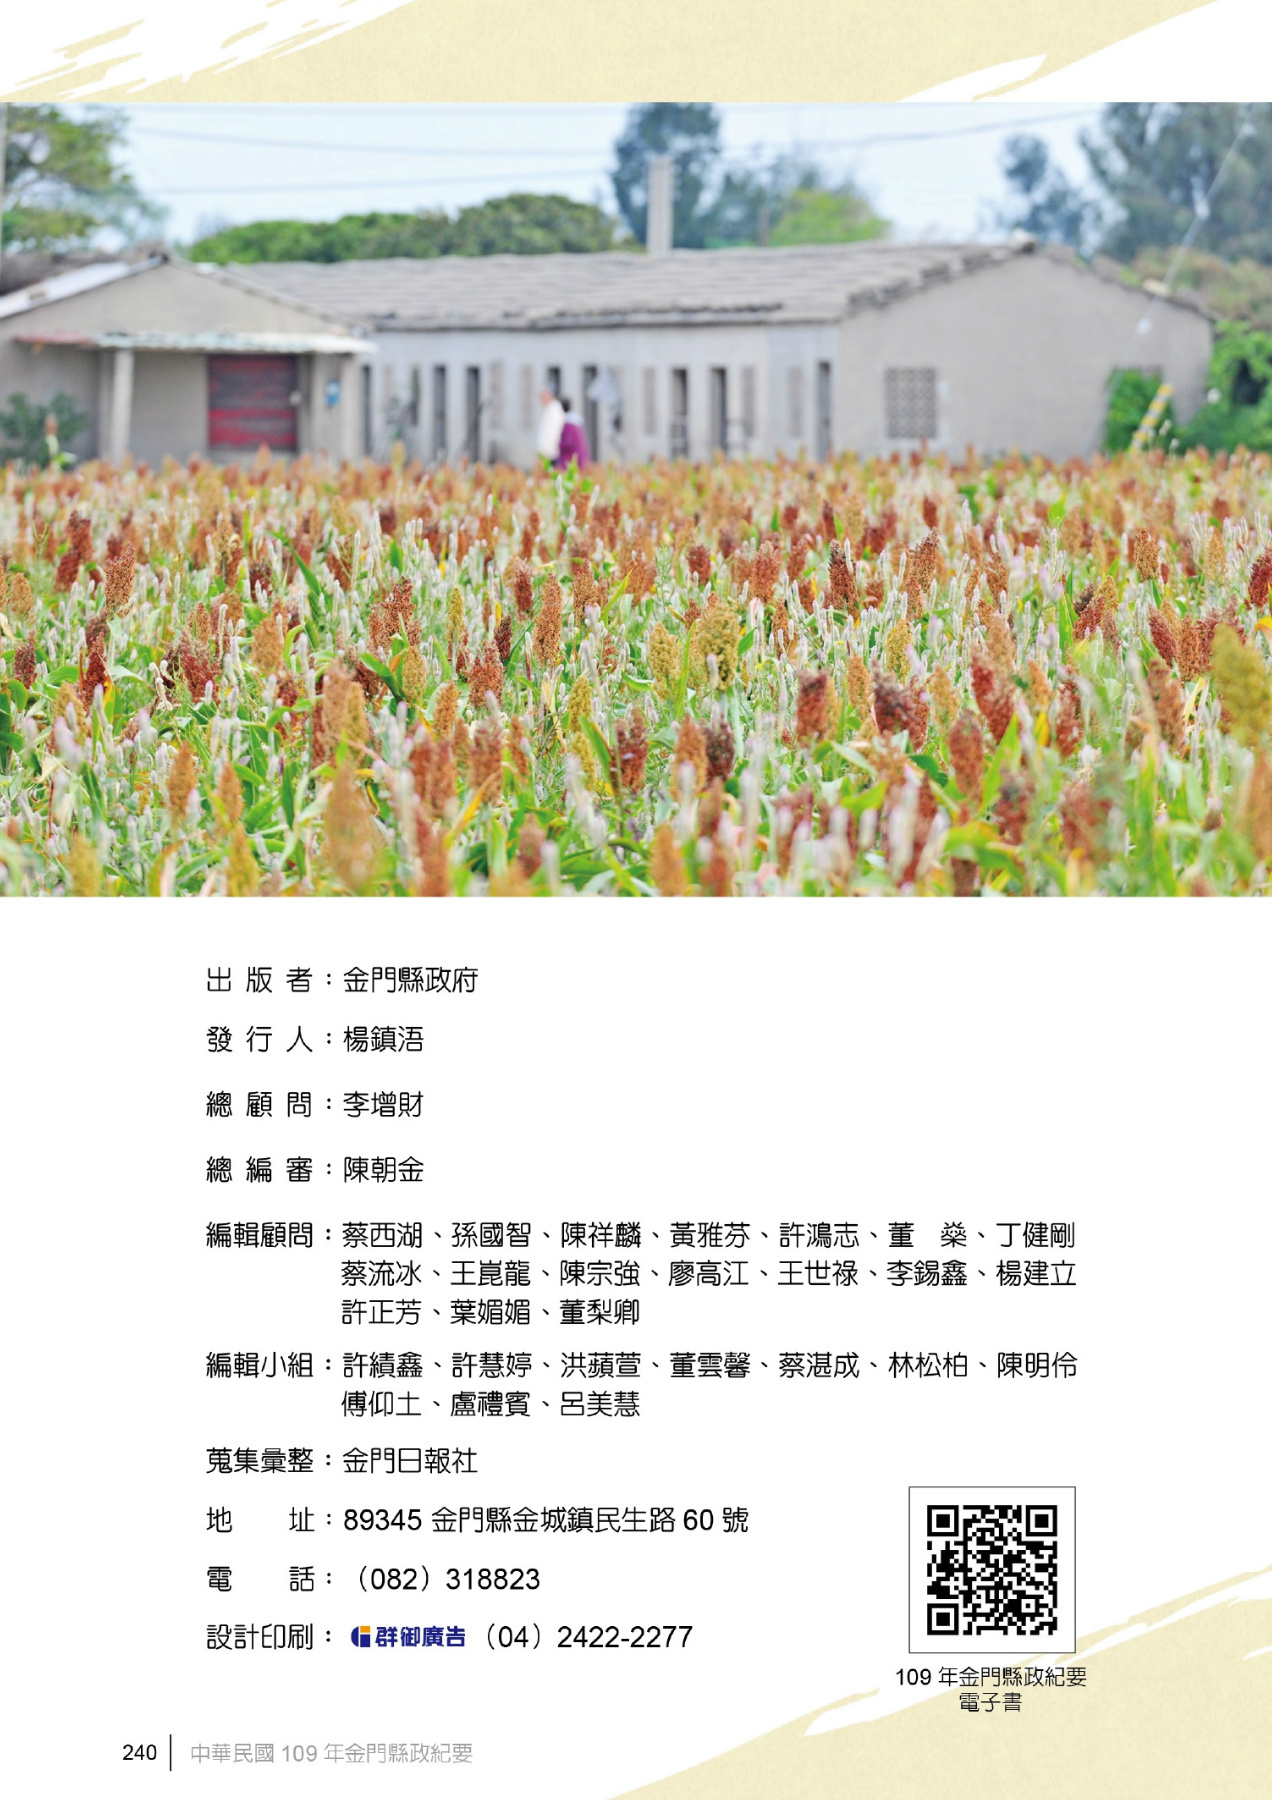 出版者：金門縣政府
發行人：楊鎮浯
總顧問：李增財
總編審：陳朝金
編輯顧問：蔡西湖、孫國智、陳祥麟、黃雅芬、許鴻志、董　燊、丁健剛
蔡流冰、王崑龍、陳宗強、廖高江、王世祿、李錫鑫、楊建立
許正芳、葉媚媚、董梨卿
編輯小組：許績鑫、許慧婷、洪蘋萱、董雲馨、蔡湛成、林松柏、陳明伶
傅仰土、盧禮賓、呂美慧
蒐集彙整：金門日報社
地　　址：89345 金門縣金城鎮民生路 60 號
電　　話：（082）318823
設計印刷：群御廣告（04）2422-2277
109 年金門縣政紀要
電子書
240 中華民國 109 年金門縣政紀要